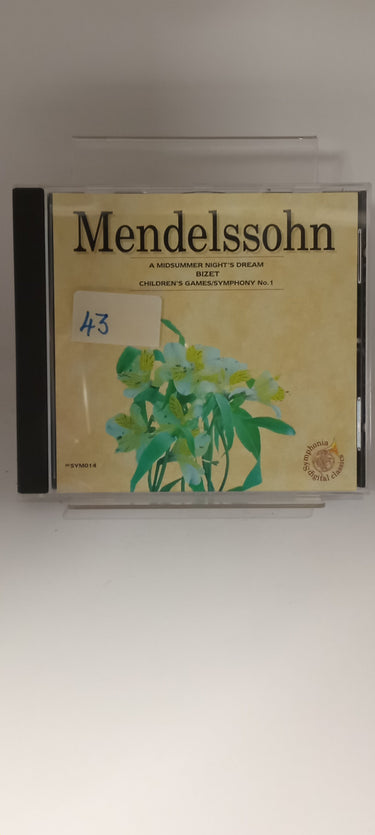 Mendelssohn
A MIDSUMMER NIGHT'S DREAM
BIZET
CHILDREN'S GAMES/SYMPHONY No.1
43
SYM014
Symphonia
digital classics